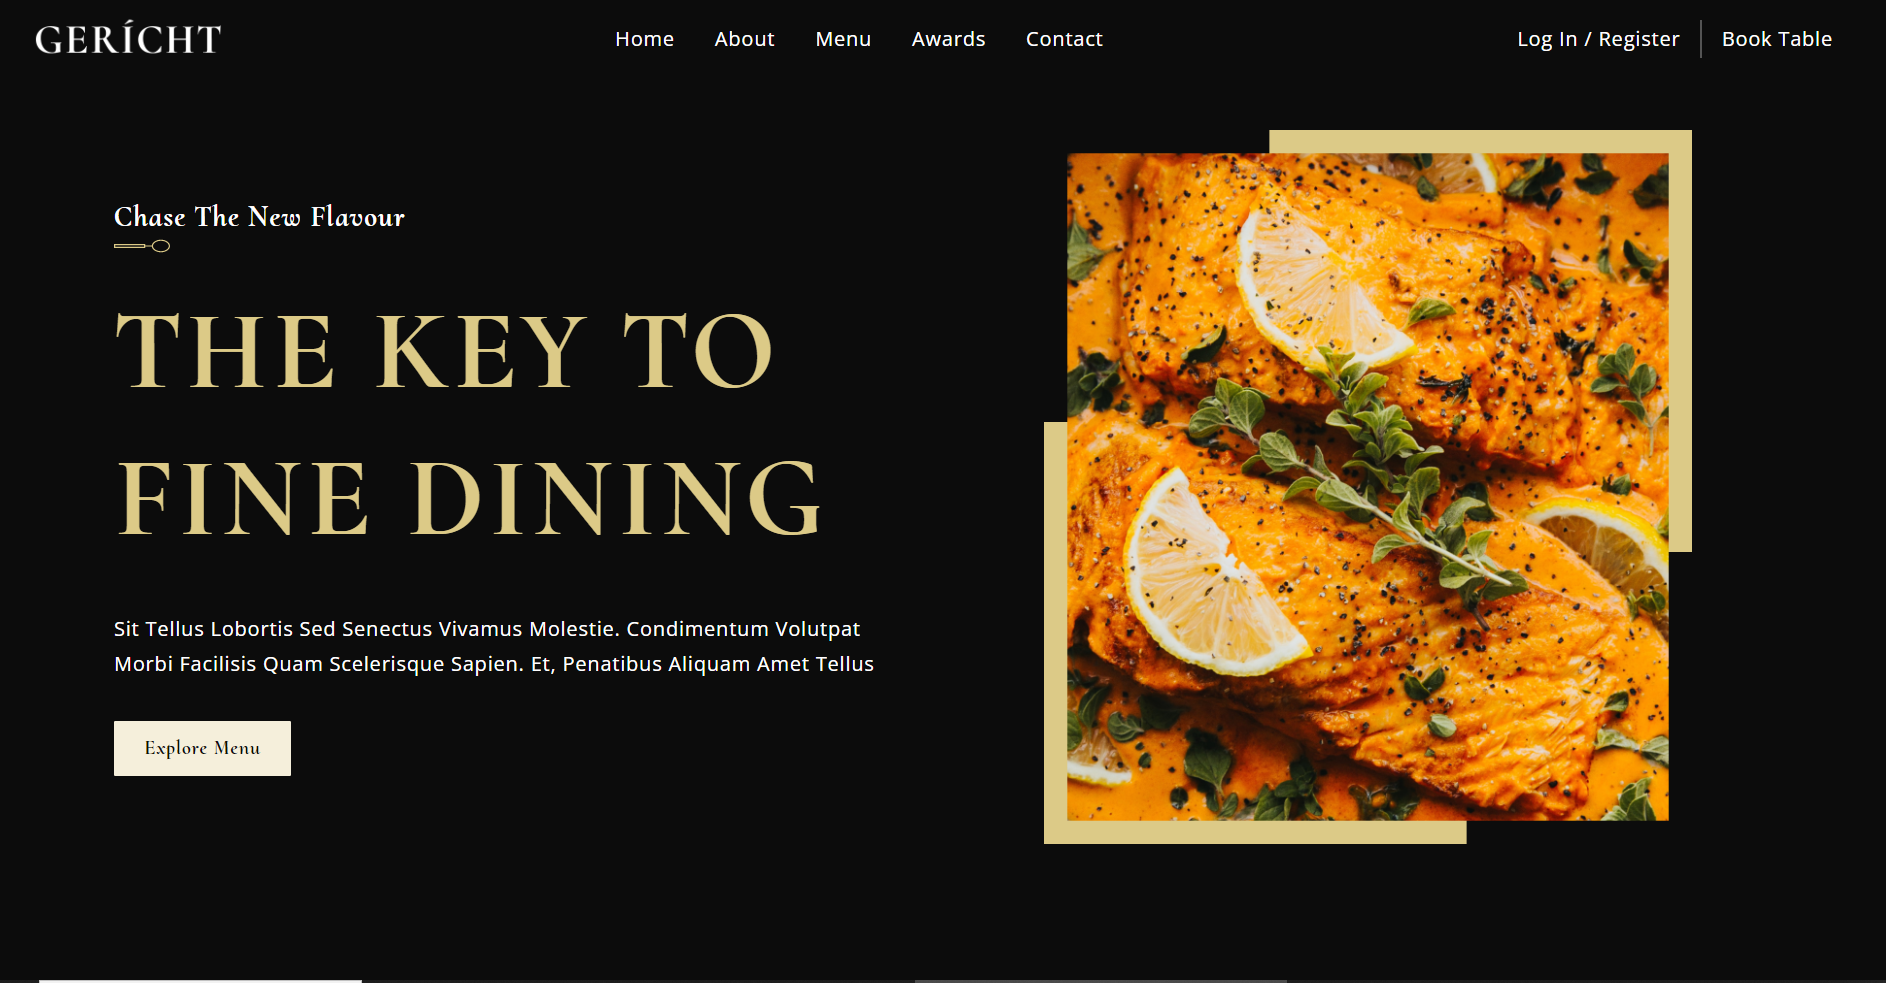 GERÍCHT
Home About Menu Awards Contact
Log In / Register Book Table
Chase The New Flavour
THE KEY TO
FINE DINING
Sit Tellus Lobortis Sed Senectus Vivamus Molestie. Condimentum Volutpat
Morbi Facilisis Quam Scelerisque Sapien. Et, Penatibus Aliquam Amet Tellus
Explore Menu